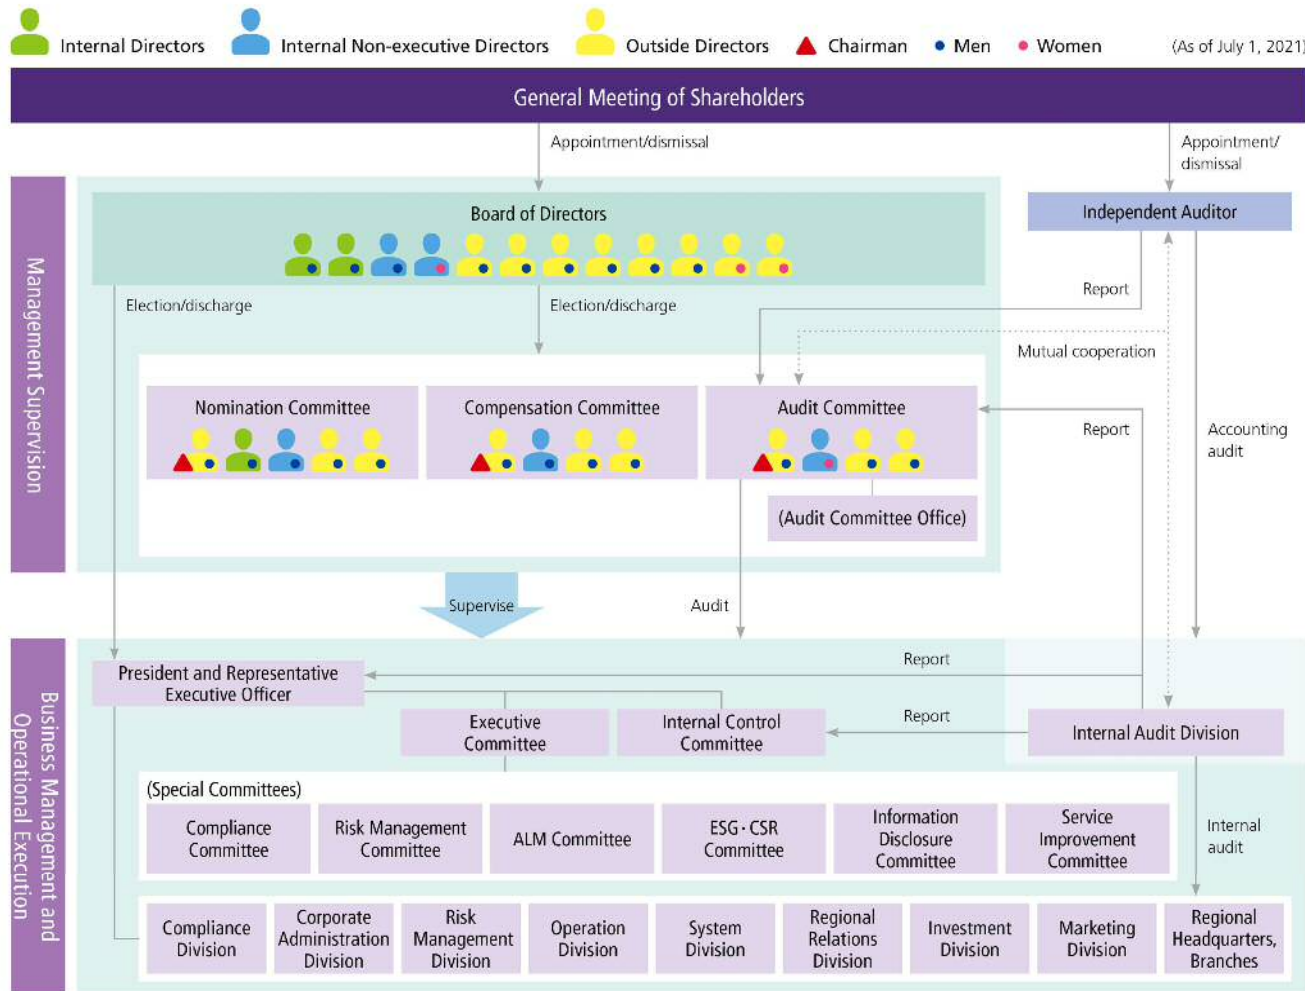 Internal Directors
Internal Non-executive Directors
Outside Directors
Chairman
Men
Women
(As of July 1, 2021)
General Meeting of Shareholders
Appointment/dismissal
Appointment/
dismissal
Management Supervision
Board of Directors
Independent Auditor
Election/discharge
Election/discharge
Report
Mutual cooperation
Nomination Committee
Compensation Committee
Audit Committee
Report
Accounting
audit
(Audit Committee Office)
Supervise
Audit
Business Management and
Operational Execution
President and Representative
Executive Officer
Report
Executive
Committee
Internal Control
Committee
Report
Internal Audit Division
(Special Committees)
Compliance
Committee
Risk Management
Committee
ALM Committee
ESG・CSR
Committee
Information
Disclosure
Committee
Service
Improvement
Committee
Internal
audit
Compliance
Division
Corporate
Administration
Division
Risk
Management
Division
Operation
Division
System
Division
Regional
Relations
Division
Investment
Division
Marketing
Division
Regional
Headquarters,
Branches